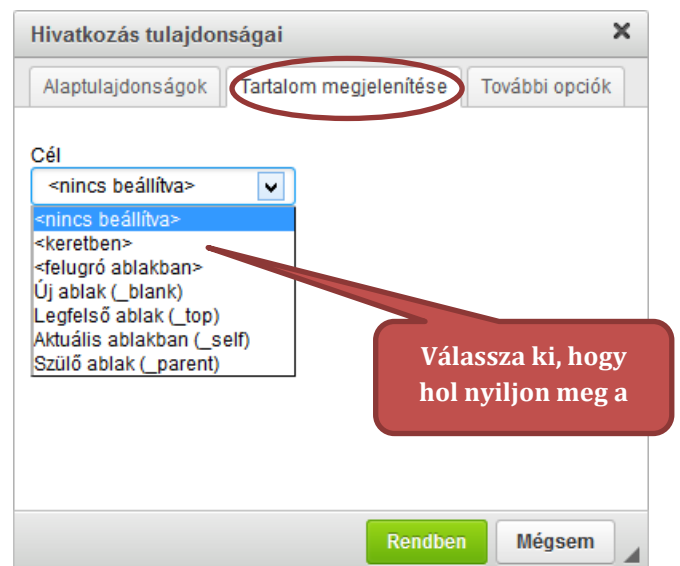 Hivatkozás tulajdonságai
Alaptulajdonságok Tartalom megjelenítése További opciók
Cél
<nincs beállítva>
<nincs beállítva>
<keretben>
<felugró ablakban>
Új ablak (_blank)
Legfelső ablak (_top)
Aktuális ablakban (_self)
Szülő ablak (_parent)
Válassza ki, hogy
hol nyiljon meg a
Rendben Mégsem